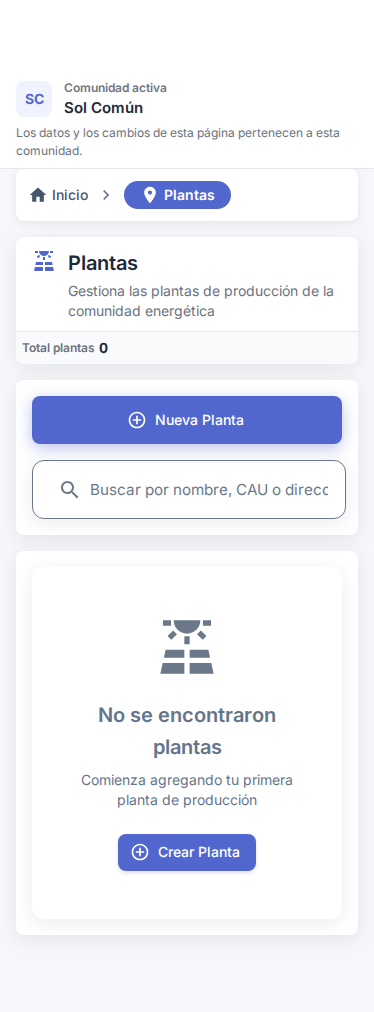 SC
Comunidad activa
Sol Común
Los datos y los cambios de esta página pertenecen a esta
comunidad.
Inicio
Plantas
Plantas
Gestiona las plantas de producción de la
comunidad energética
Total plantas 0
Nueva Planta
Buscar por nombre, CAU o direcc
No se encontraron
plantas
Comienza agregando tu primera
planta de producción
Crear Planta